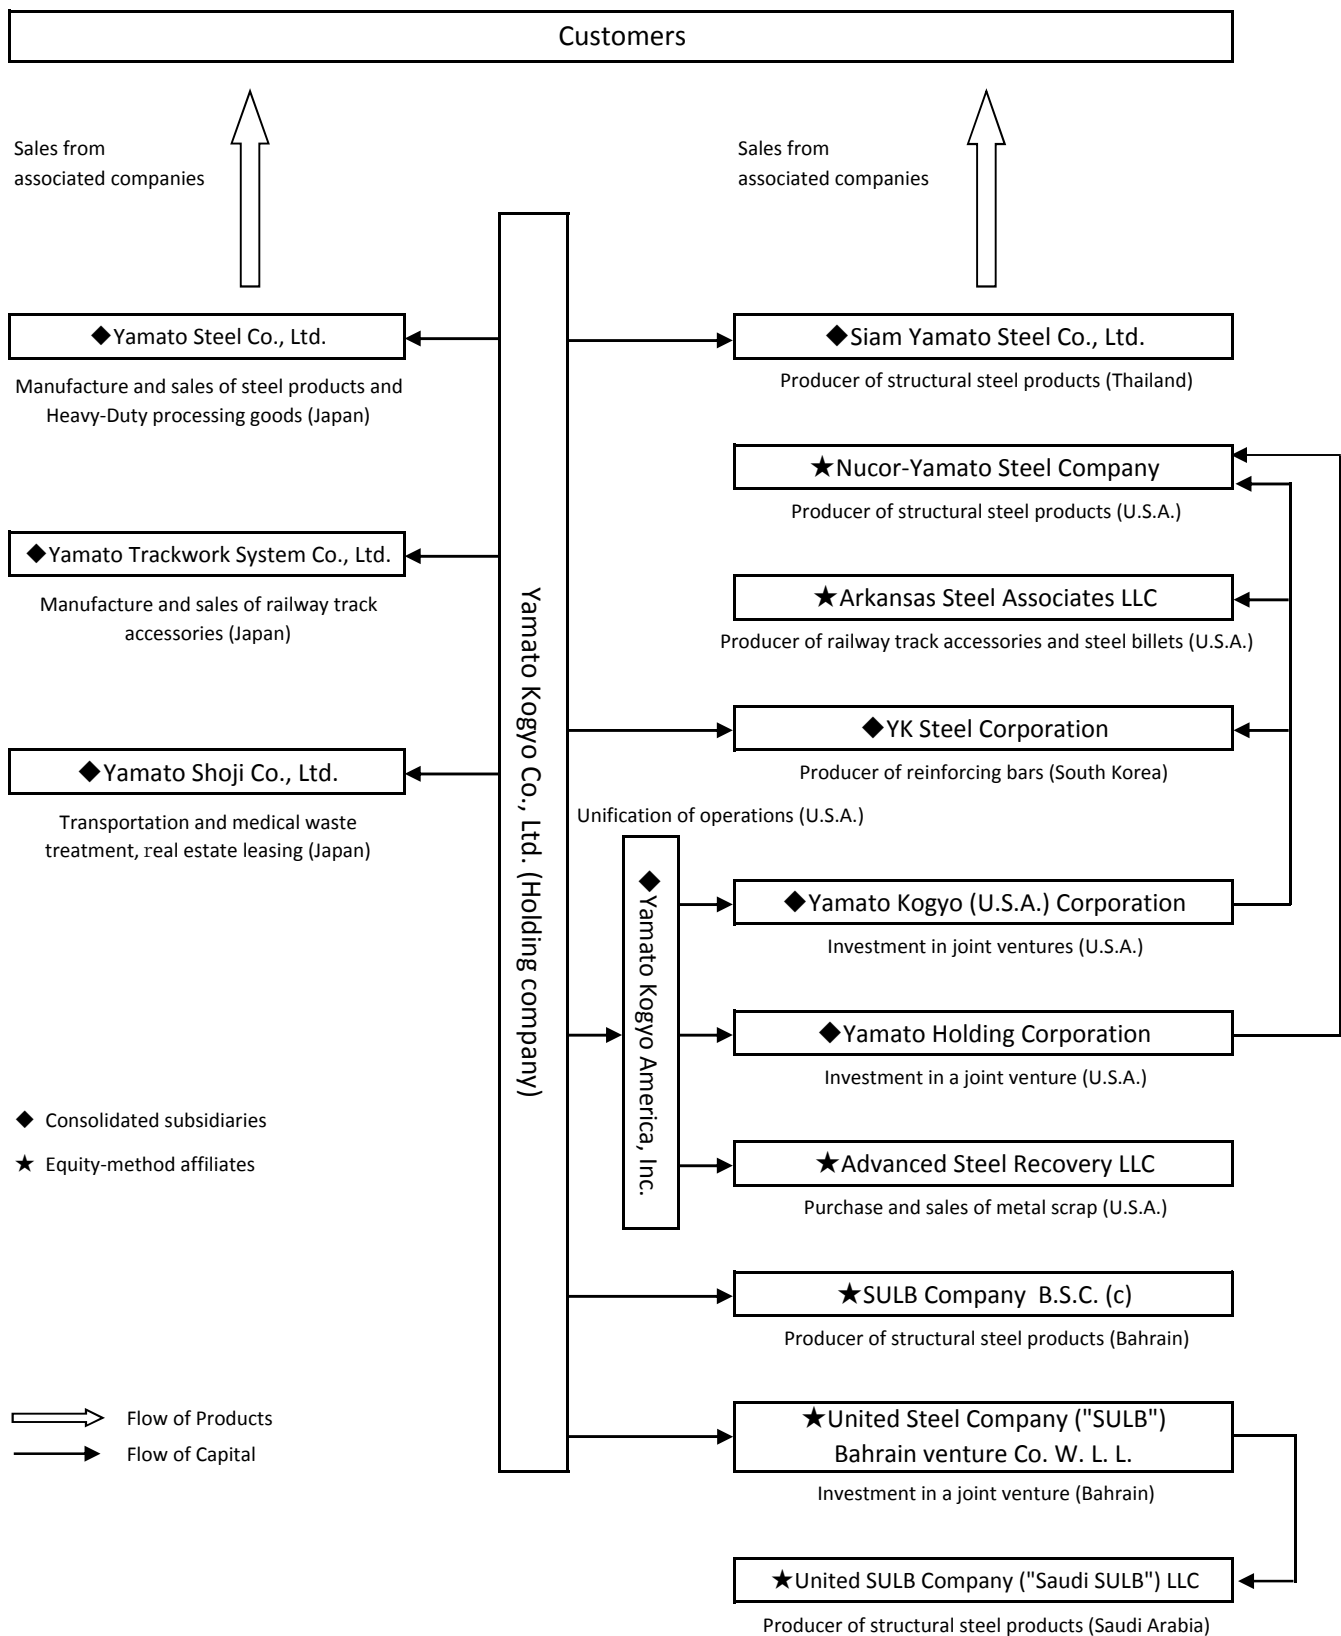 Customers
Sales from
associated companies
Sales from
associated companies
◆Yamato Steel Co., Ltd.
Manufacture and sales of steel products and
Heavy-Duty processing goods (Japan)
◆Yamato Trackwork System Co., Ltd.
Manufacture and sales of railway track
accessories (Japan)
◆Yamato Shoji Co., Ltd.
Transportation and medical waste
treatment, real estate leasing (Japan)
◆ Consolidated subsidiaries
★ Equity-method affiliates
Flow of Products
Flow of Capital
Yamato Kogyo Co., Ltd. (Holding company)
◆Siam Yamato Steel Co., Ltd.
Producer of structural steel products (Thailand)
★Nucor-Yamato Steel Company
Producer of structural steel products (U.S.A.)
★Arkansas Steel Associates LLC
Producer of railway track accessories and steel billets (U.S.A.)
◆YK Steel Corporation
Producer of reinforcing bars (South Korea)
Unification of operations (U.S.A.)
◆Yamato Kogyo America, Inc.
◆Yamato Kogyo (U.S.A.) Corporation
Investment in joint ventures (U.S.A.)
◆Yamato Holding Corporation
Investment in a joint venture (U.S.A.)
★Advanced Steel Recovery LLC
Purchase and sales of metal scrap (U.S.A.)
★SULB Company B.S.C. (c)
Producer of structural steel products (Bahrain)
★United Steel Company ("SULB")
Bahrain venture Co. W. L. L.
Investment in a joint venture (Bahrain)
★United SULB Company ("Saudi SULB") LLC
Producer of structural steel products (Saudi Arabia)